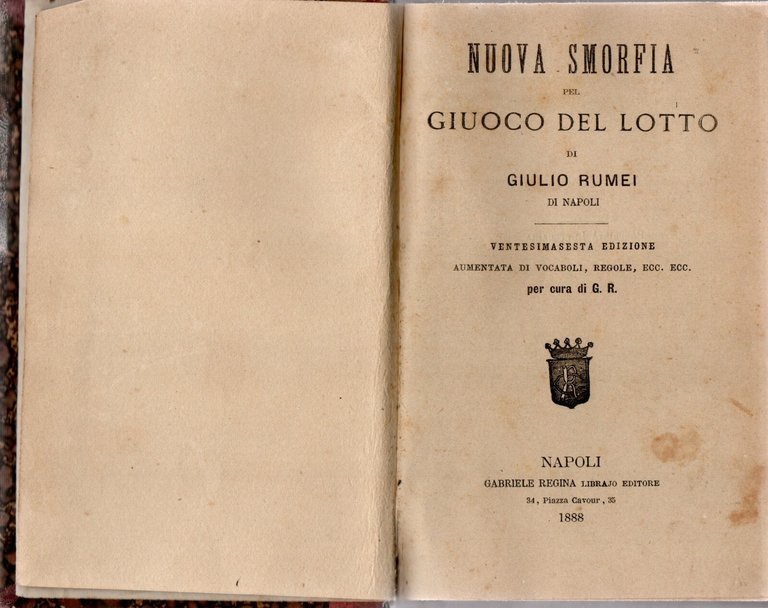 NUOVA SMORFIA
PEL
GIUOCO DEL LOTTO
DI
GIULIO RUMEI
DI NAPOLI
VENTESIMASESTA EDIZIONE
AUMENTATA DI VOCABOLI, REGOLE, ECC. ECC.
per cura di G. R.
NAPOLI
GABRIELE REGINA LIBRAJO EDITORE
34, Piazza Cavour, 35
1888